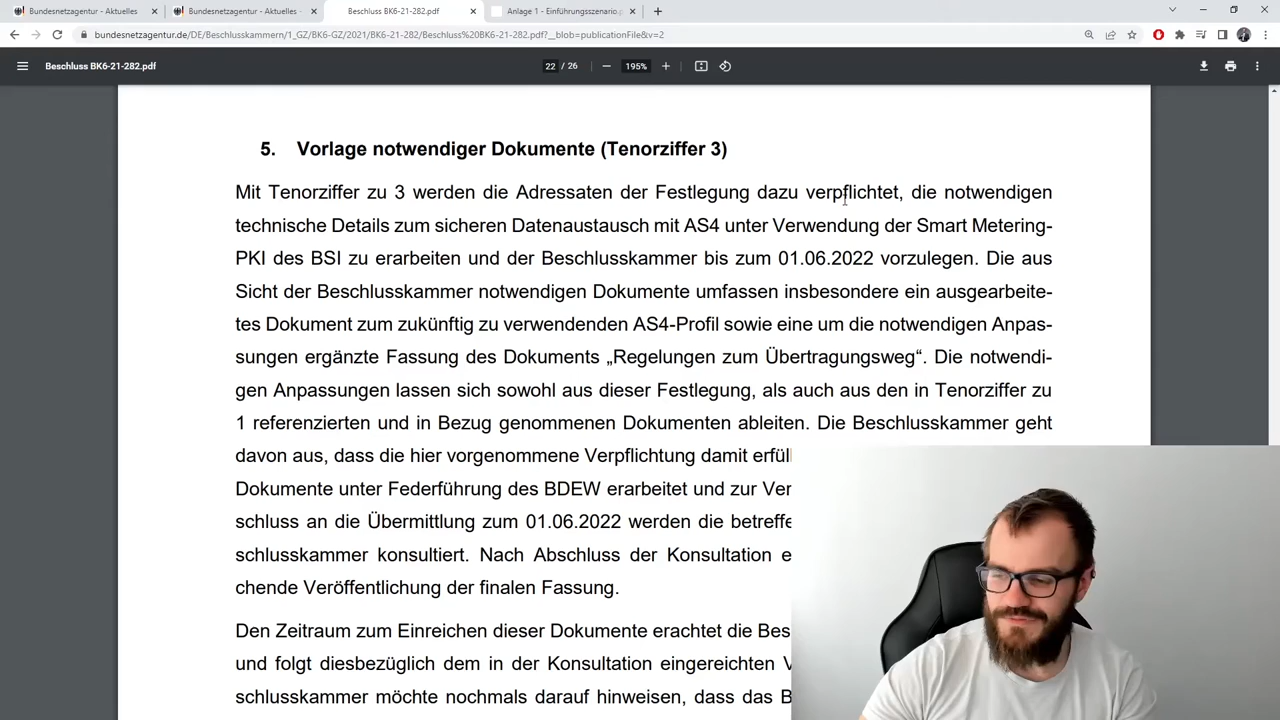 Bundesnetzagentur - Aktuelles
Bundesnetzagentur - Aktuelles
Beschluss BK6-21-282.pdf
Anlage 1 - Einführungsszenario.p
bundesnetzagentur.de/DE/Beschlusskammern/1_GZ/BK6-GZ/2021/BK6-21-282/Beschluss%20BK6-21-282.pdf?__blob=publicationFile&v=2
Beschluss BK6-21-282.pdf
22 / 26
195%
5. Vorlage notwendiger Dokumente (Tenorziffer 3)
Mit Tenorziffer zu 3 werden die Adressaten der Festlegung dazu verpflichtet, die notwendigen
technische Details zum sicheren Datenaustausch mit AS4 unter Verwendung der Smart Metering-
PKI des BSI zu erarbeiten und der Beschlusskammer bis zum 01.06.2022 vorzulegen. Die aus
Sicht der Beschlusskammer notwendigen Dokumente umfassen insbesondere ein ausgearbeite-
tes Dokument zum zukünftig zu verwendenden AS4-Profil sowie eine um die notwendigen Anpas-
sungen ergänzte Fassung des Dokuments „Regelungen zum Übertragungsweg“. Die notwendi-
gen Anpassungen lassen sich sowohl aus dieser Festlegung, als auch aus den in Tenorziffer zu
1 referenzierten und in Bezug genommenen Dokumenten ableiten. Die Beschlusskammer geht
davon aus, dass die hier vorgenommene Verpflichtung damit erfül
Dokumente unter Federführung des BDEW erarbeitet und zur Ver
schluss an die Übermittlung zum 01.06.2022 werden die betreffe
schlusskammer konsultiert. Nach Abschluss der Konsultation e
chende Veröffentlichung der finalen Fassung.
Den Zeitraum zum Einreichen dieser Dokumente erachtet die Bes
und folgt diesbezüglich dem in der Konsultation eingereichten V
schlusskammer möchte nochmals darauf hinweisen, dass das B